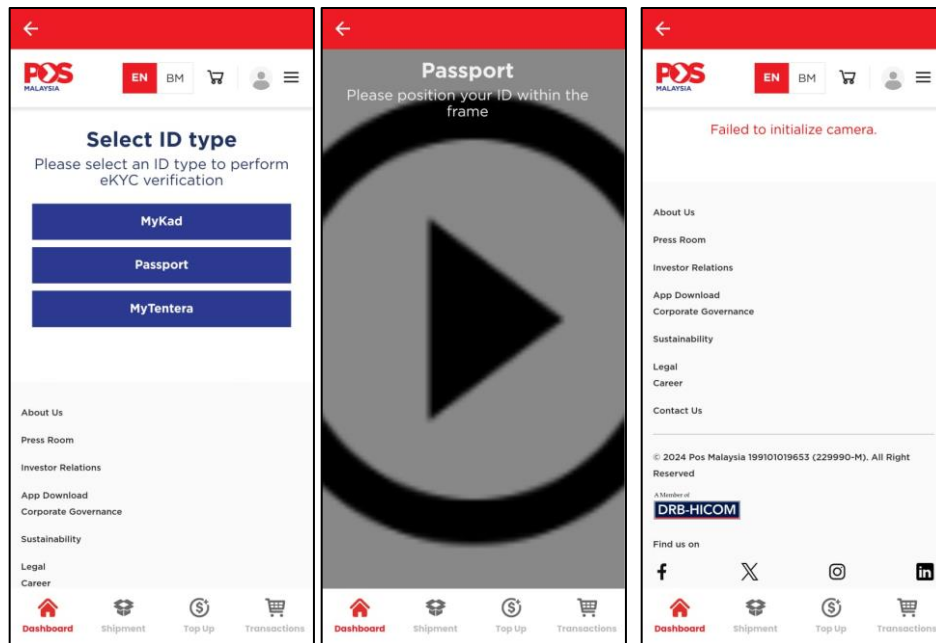 POS
MALAYSIA
EN
BM
Select ID type
Please select an ID type to perform
eKYC verification
MyKad
Passport
MyTentera
About Us
Press Room
Investor Relations
App Download
Corporate Governance
Sustainability
Legal
Career
Dashboard
Shipment
Top Up
Transactions
Passport
Please position your ID within the
frame
Dashboard
Shipment
Top Up
Transactions
POS
MALAYSIA
EN
BM
Failed to initialize camera.
About Us
Press Room
Investor Relations
App Download
Corporate Governance
Sustainability
Legal
Career
Contact Us
© 2024 Pos Malaysia 199101019653 (229990-M). All Right
Reserved
A Member of
DRB-HICOM
Find us on
Dashboard
Shipment
Top Up
Transactions